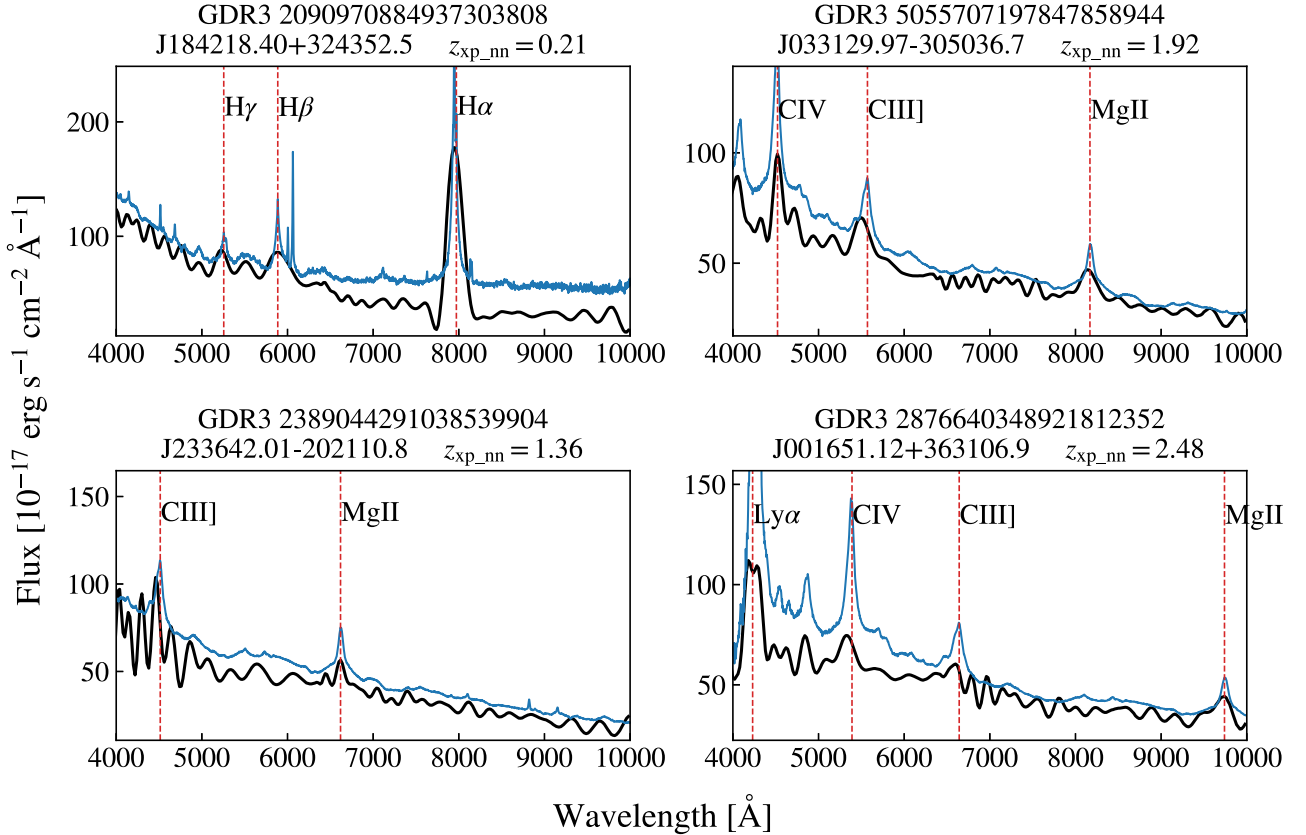 GDR3 2090970884937303808
J184218.40+324352.5 z_xp_nn = 0.21
Hγ Hβ Hα
200
100
4000 5000 6000 7000 8000 9000 10000
GDR3 5055707197847858944
J033129.97-305036.7 z_xp_nn = 1.92
CIV CIII] MgII
100
50
4000 5000 6000 7000 8000 9000 10000
GDR3 2389044291038539904
J233642.01-202110.8 z_xp_nn = 1.36
CIII] MgII
150
100
50
4000 5000 6000 7000 8000 9000 10000
GDR3 2876640348921812352
J001651.12+363106.9 z_xp_nn = 2.48
Lyα CIV CIII] MgII
150
100
50
4000 5000 6000 7000 8000 9000 10000
Flux [10⁻¹⁷ erg s⁻¹ cm⁻² Å⁻¹]
Wavelength [Å]